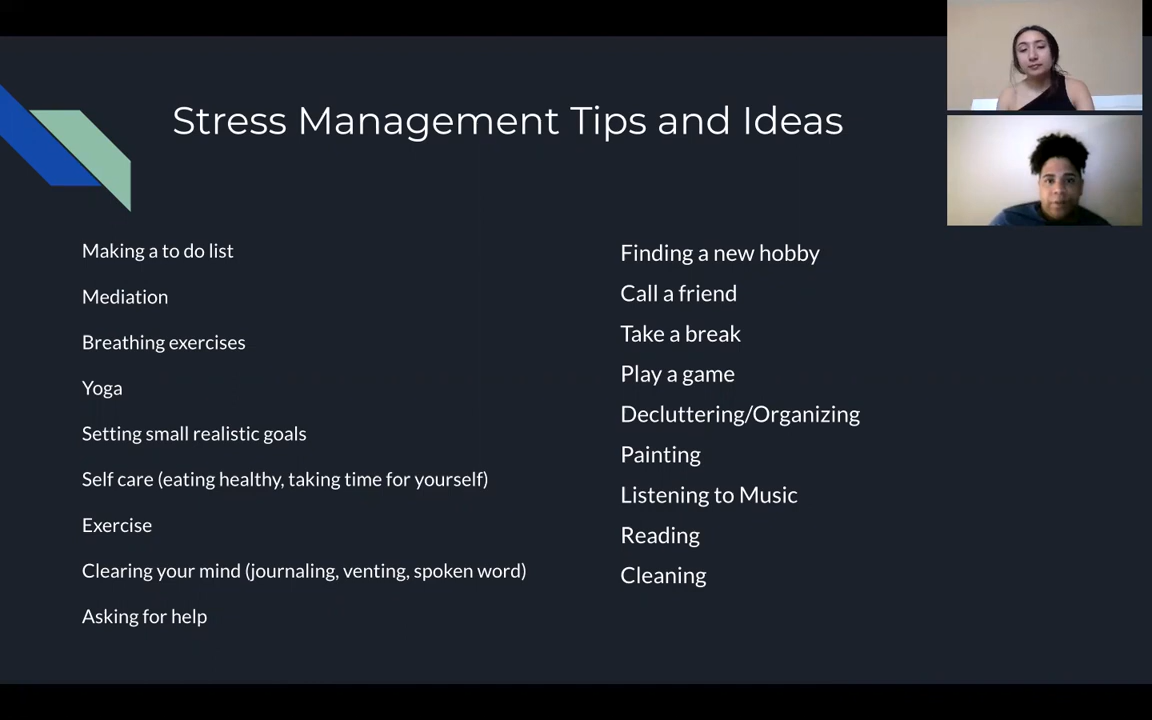 Stress Management Tips and Ideas
Making a to do list
Mediation
Breathing exercises
Yoga
Setting small realistic goals
Self care (eating healthy, taking time for yourself)
Exercise
Clearing your mind (journaling, venting, spoken word)
Asking for help
Finding a new hobby
Call a friend
Take a break
Play a game
Decluttering/Organizing
Painting
Listening to Music
Reading
Cleaning